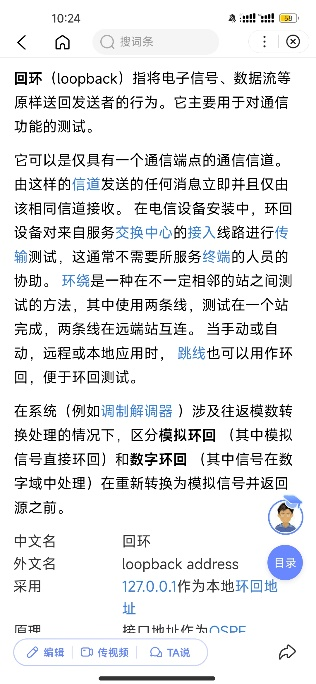 10:24
58
搜词条
回环（loopback）指将电子信号、数据流等
原样送回发送者的行为。它主要用于对通信
功能的测试。
它可以是仅具有一个通信端点的通信信道。
由这样的信道发送的任何消息立即并且仅由
该相同信道接收。 在电信设备安装中，环回
设备对来自服务交换中心的接入线路进行传
输测试，这通常不需要所服务终端的人员的
协助。 环绕是一种在不一定相邻的站之间测
试的方法，其中使用两条线，测试在一个站
完成，两条线在远端站互连。 当手动或自
动，远程或本地应用时， 跳线也可以用作环
回，便于环回测试。
在系统（例如调制解调器 ）涉及往返模数转
换处理的情况下，区分模拟环回 （其中模拟
信号直接环回）和数字环回 （其中信号在数
字域中处理）在重新转换为模拟信号并返回
源之前。
中文名 回环
外文名 loopback address
采用 127.0.0.1作为本地环回地
址
目录
原理 接口地址作为OSPF
编辑 传视频 TA说